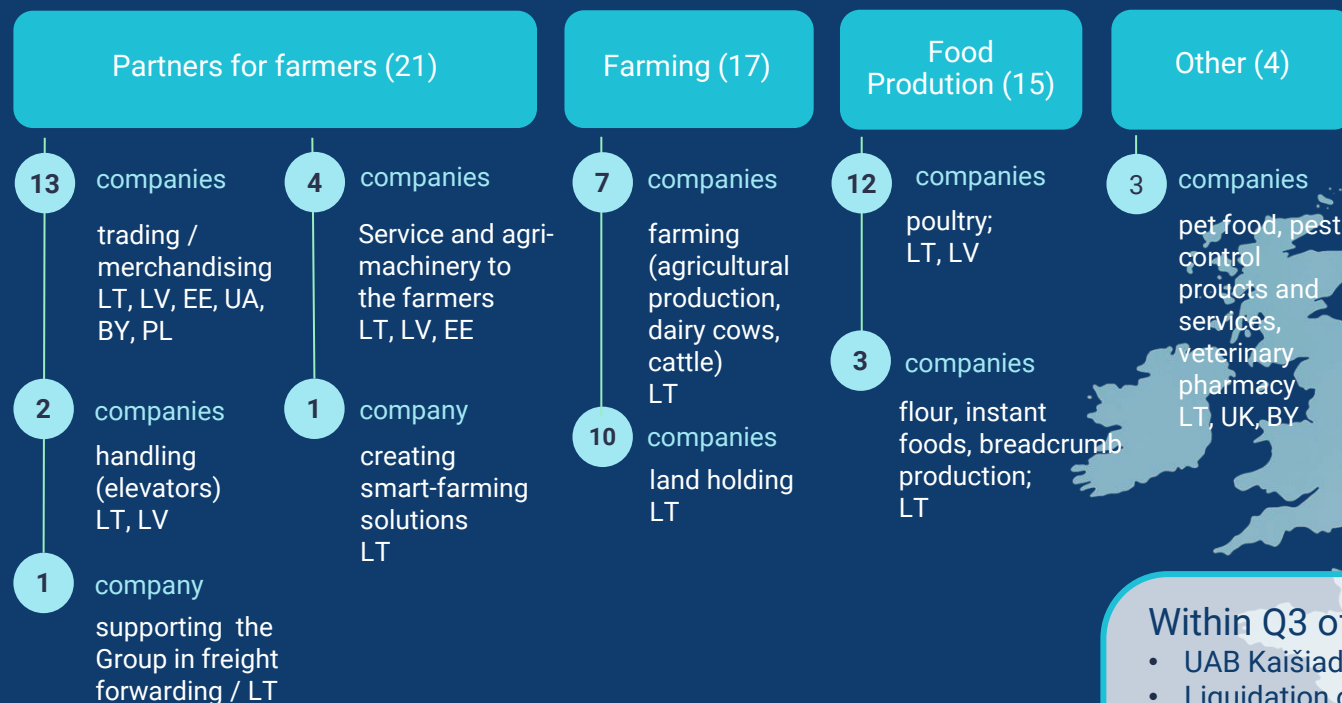 Partners for farmers (21)
13
companies
trading /
merchandising
LT, LV, EE, UA,
BY, PL
2
companies
handling
(elevators)
LT, LV
1
company
supporting the
Group in freight
forwarding / LT
4
companies
Service and agri-
machinery to
the farmers
LT, LV, EE
1
company
creating
smart-farming
solutions
LT
Farming (17)
7
companies
farming
(agricultural
production,
dairy cows,
cattle)
LT
10
companies
land holding
LT
Food
Prodution (15)
12
companies
poultry;
LT, LV
3
companies
flour, instant
foods, breadcrumb
production;
LT
Other (4)
3
companies
pet food, pest
control
proucts and
services,
veterinary
pharmacy
LT, UK, BY
Within Q3 of
• UAB Kaišiad
• Liquidation o